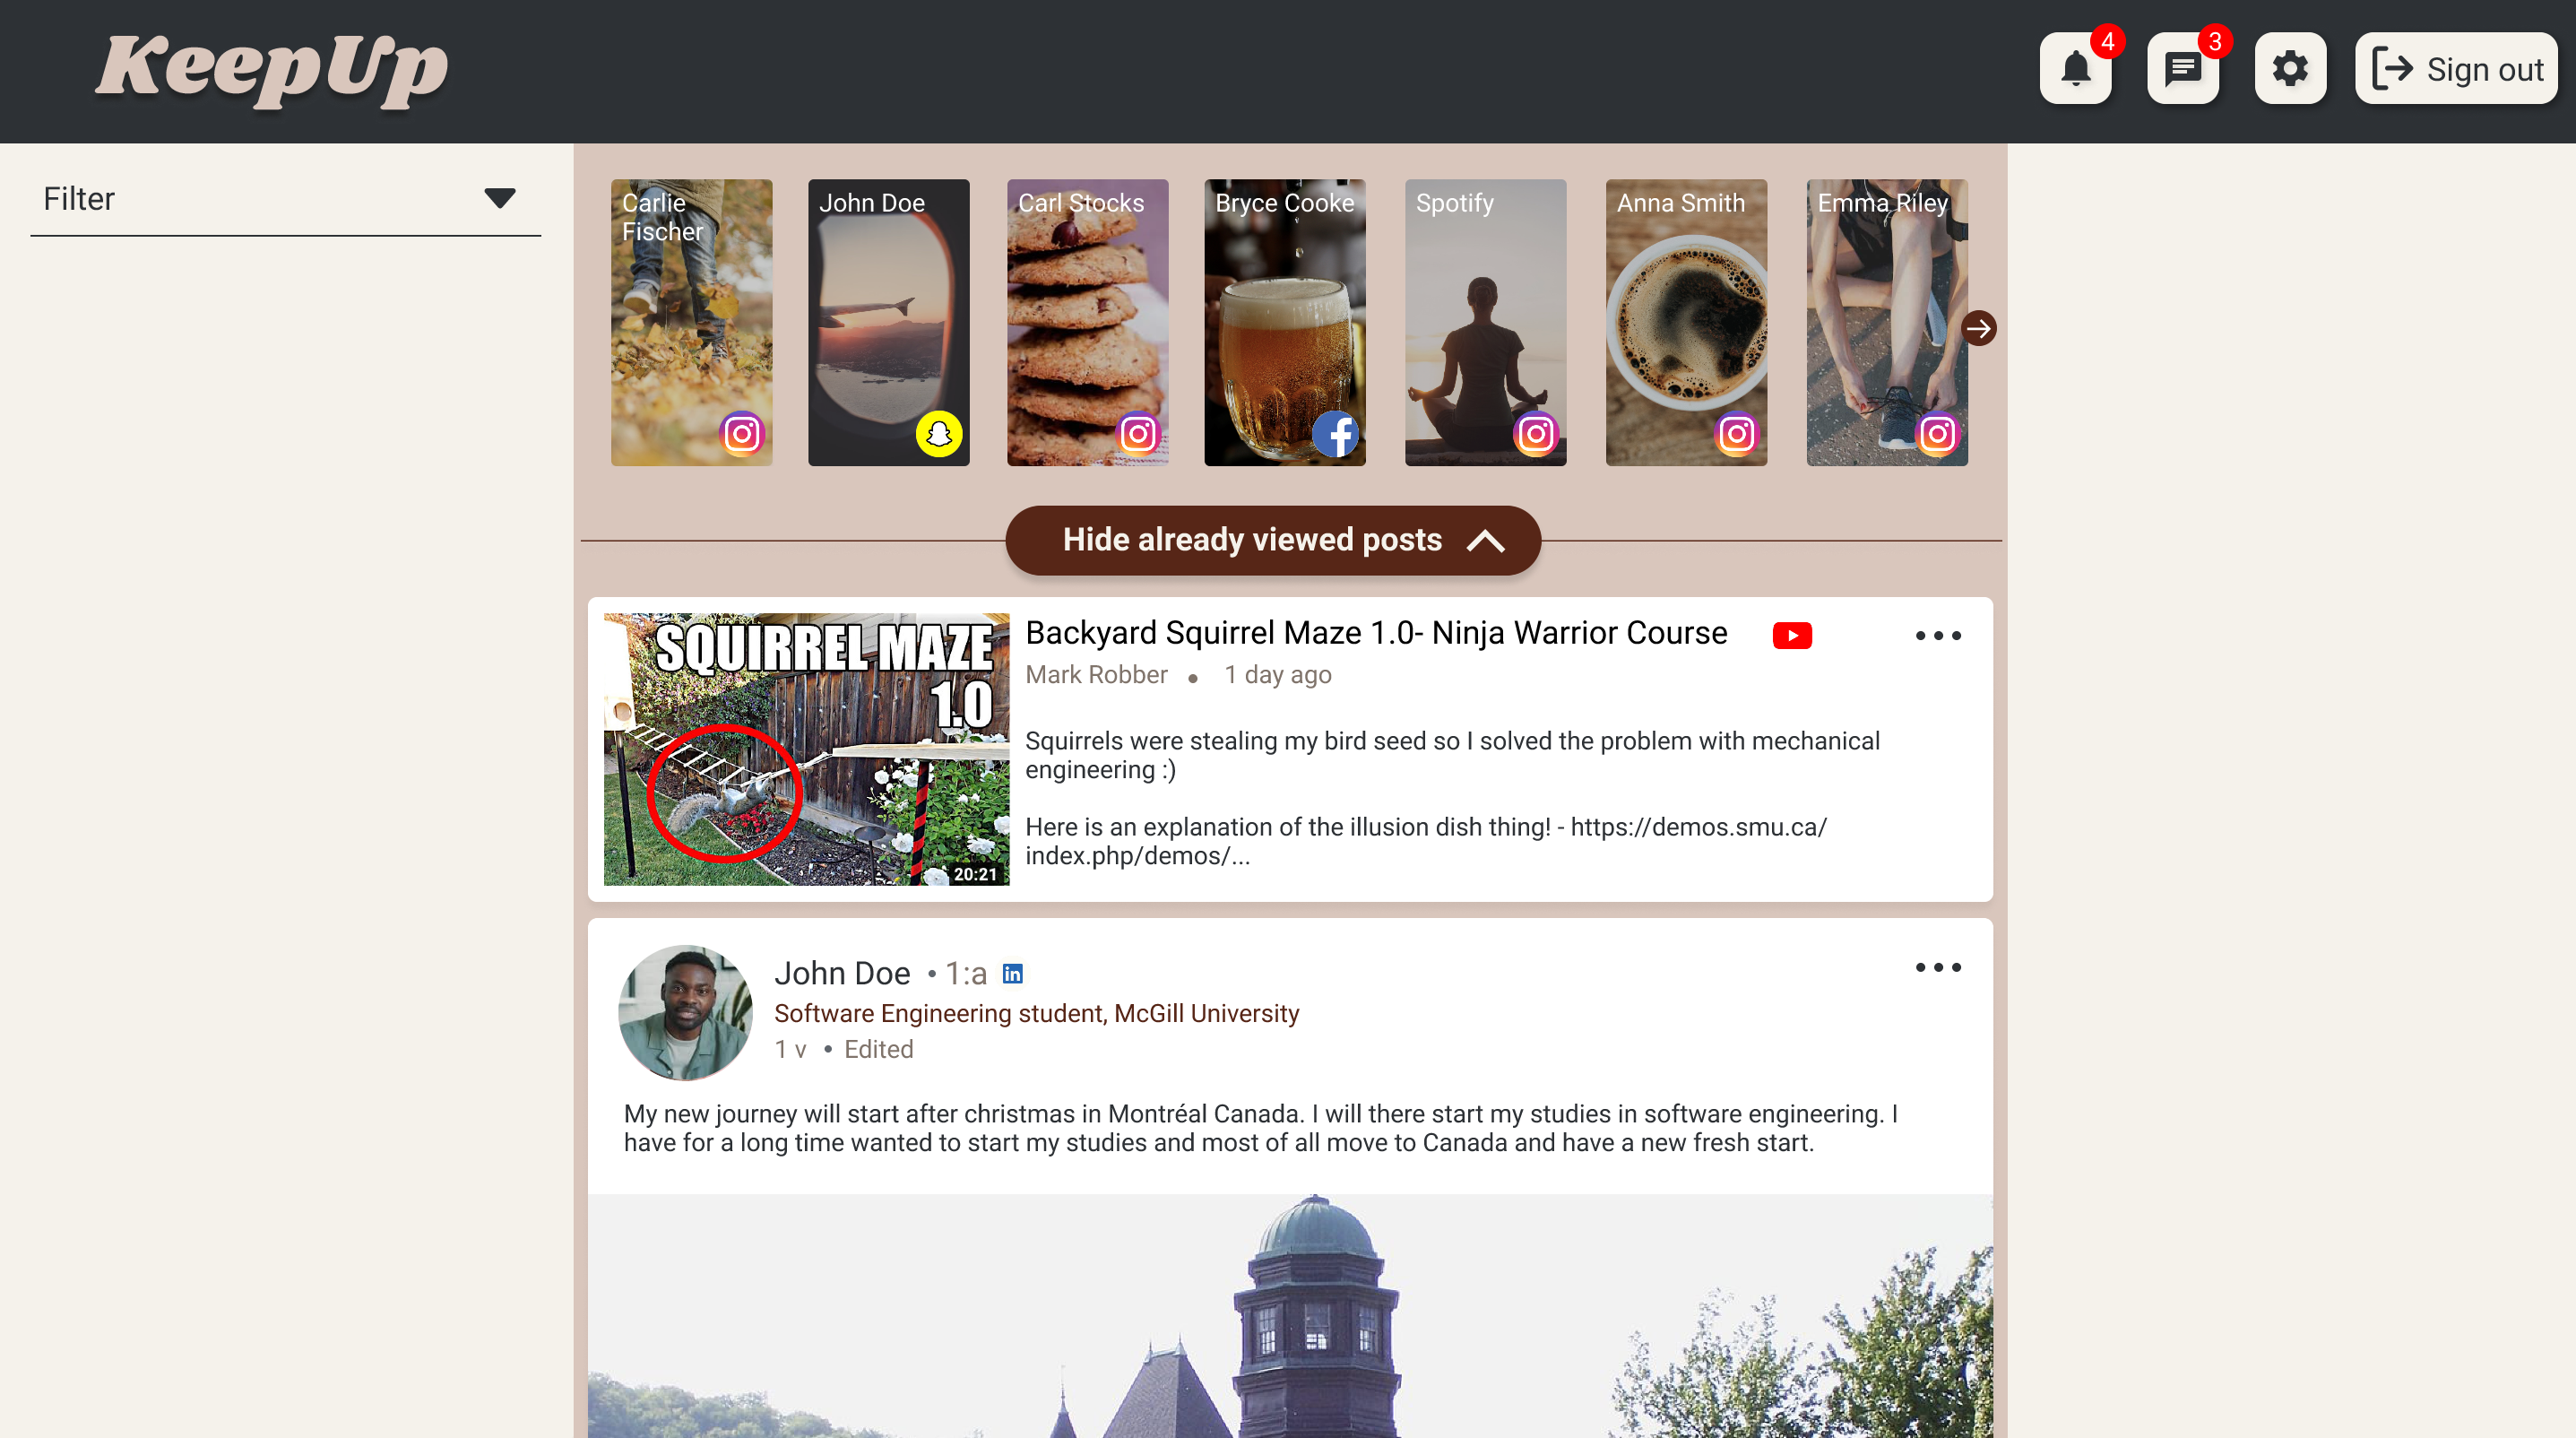 KeepUp
4
3
Sign out
Filter
Carlie
Fischer
John Doe
Carl Stocks
Bryce Cooke
Spotify
Anna Smith
Emma Riley
Hide already viewed posts
SQUIRREL MAZE
1.0
20:21
Backyard Squirrel Maze 1.0- Ninja Warrior Course
Mark Robber • 1 day ago
Squirrels were stealing my bird seed so I solved the problem with mechanical
engineering :)
Here is an explanation of the illusion dish thing! - https://demos.smu.ca/
index.php/demos/...
John Doe • 1:a in
Software Engineering student, McGill University
1 v • Edited
My new journey will start after christmas in Montréal Canada. I will there start my studies in software engineering. I
have for a long time wanted to start my studies and most of all move to Canada and have a new fresh start.